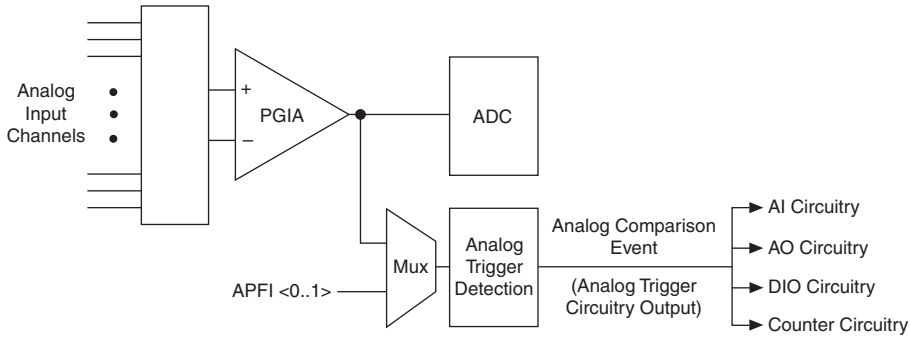 Analog
Input
Channels
+
PGIA
–
ADC
APFI <0..1>
Mux
Analog
Trigger
Detection
Analog Comparison
Event
(Analog Trigger
Circuitry Output)
AI Circuitry
AO Circuitry
DIO Circuitry
Counter Circuitry